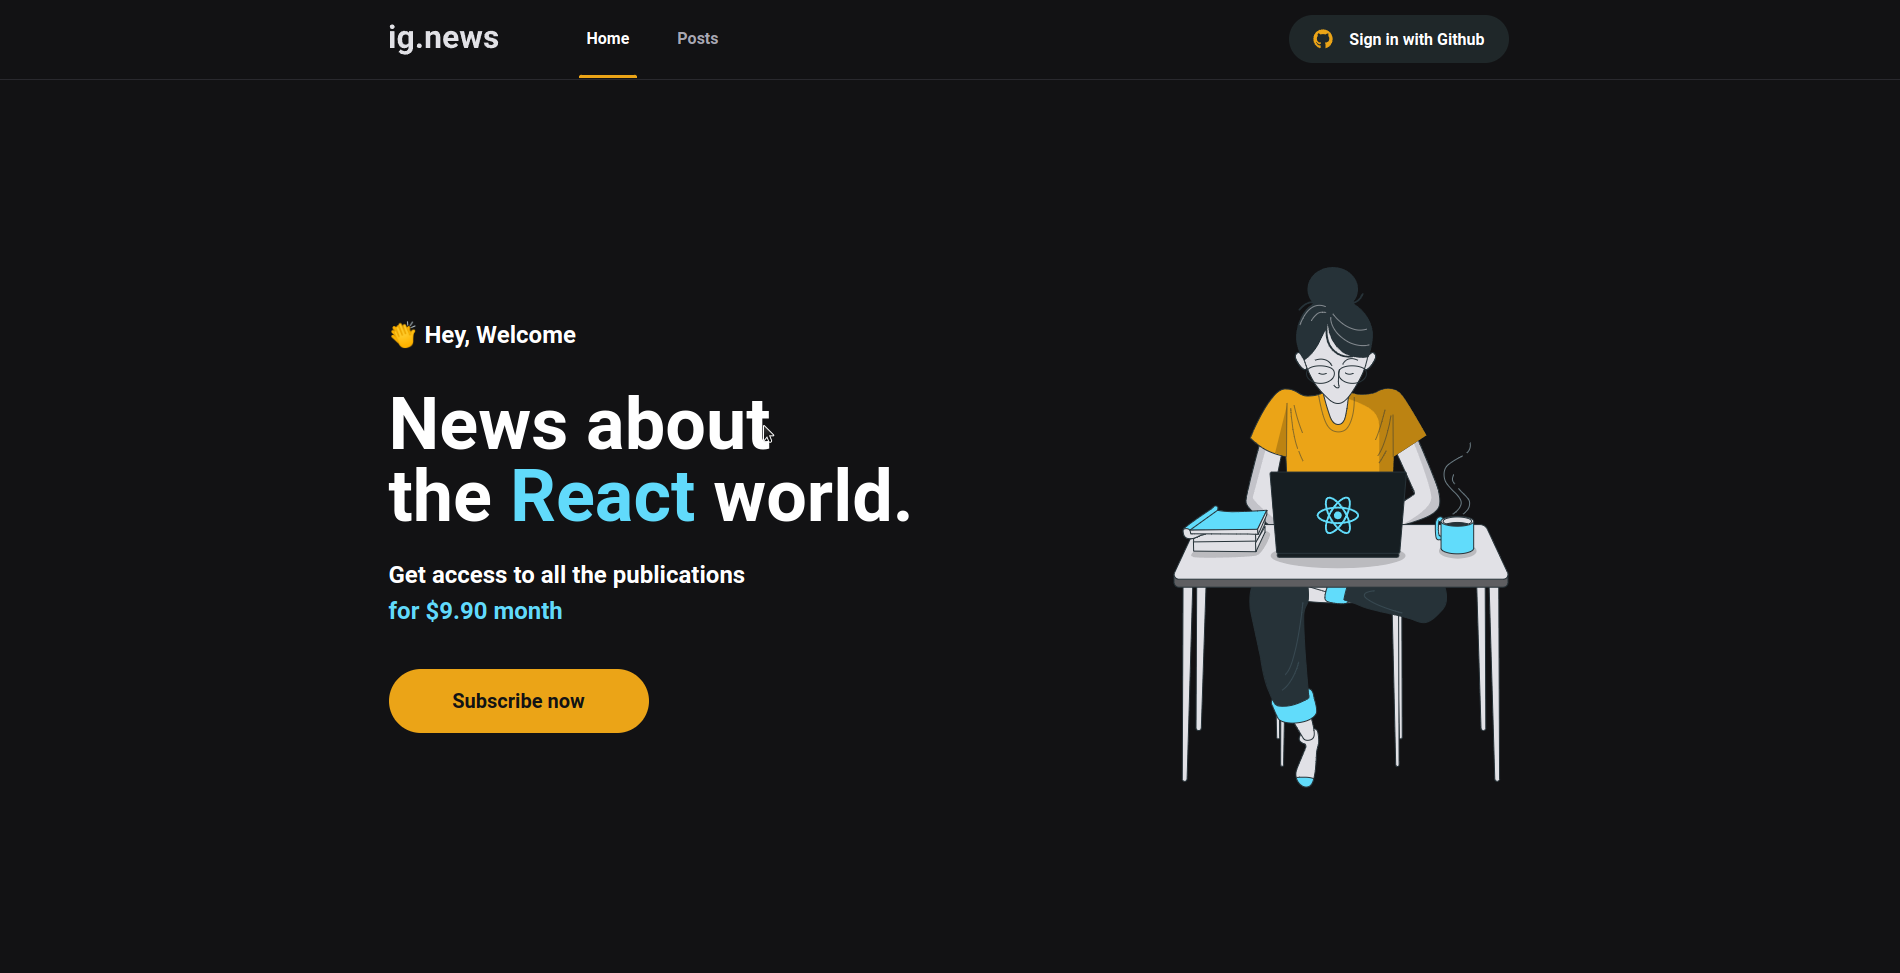 ig.news
Home
Posts
Sign in with Github
👏 Hey, Welcome
News about
the React world.
Get access to all the publications
for $9.90 month
Subscribe now